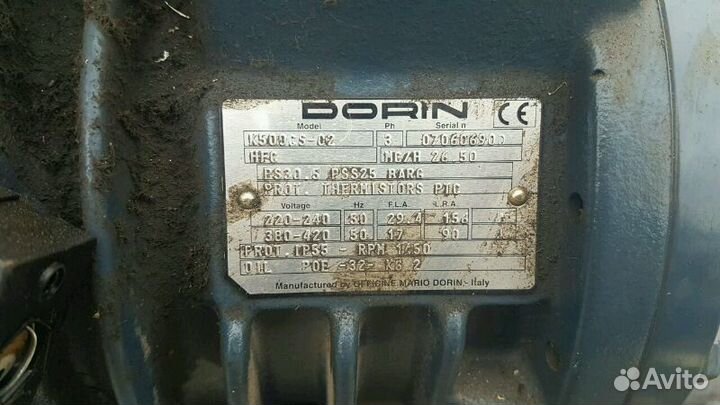 DORIN
CE
Model Ph Serial n
K500CS-02 3
HFC MC/H 26.50
PS30.5 PSS25 BARG
PROT. THERMISTORS PTC
Voltage Hz F.L.A. L.R.A.
220-240 50 29.4 156
380-420 50 17 90
PROT.IP55 - RPM 1450
OIL POE -32-
Manufactured by OFFICINE MARIO DORIN - Italy
Avito